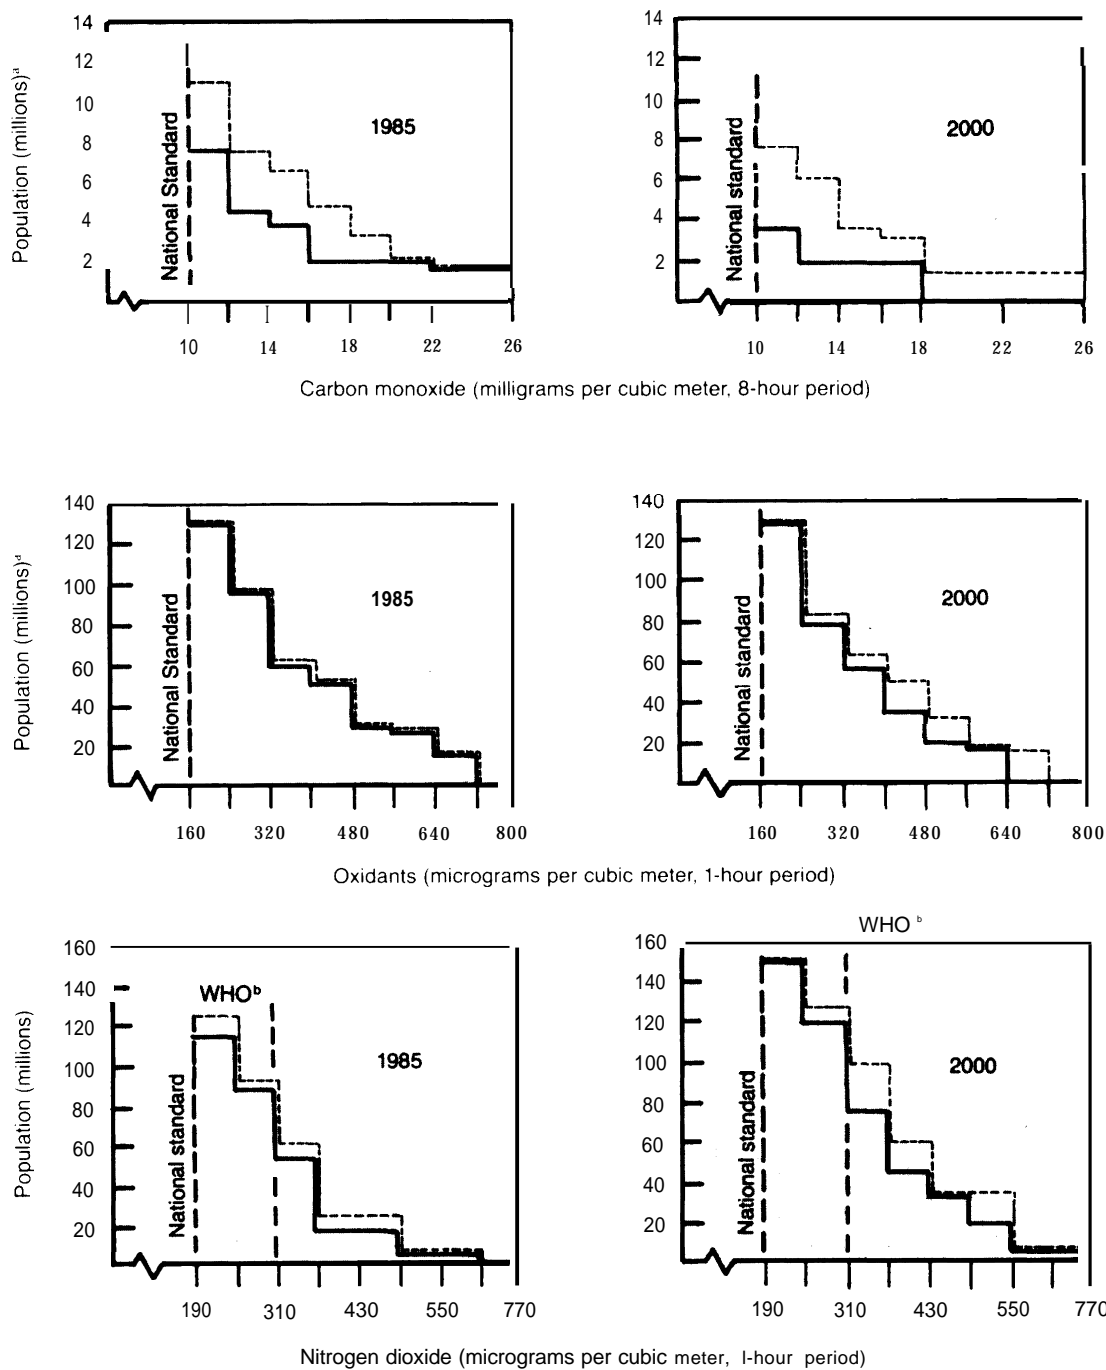 14
12
10
8
6
4
2
Population (millions)ᵃ
National Standard
1985
10 14 18 22 26
14
12
10
8
6
4
2
National standard
2000
10 14 18 22 26
Carbon monoxide (milligrams per cubic meter, 8-hour period)
140
120
100
80
60
40
20
Population (millions)ᵈ
National Standard
1985
160 320 480 640 800
140
120
100
80
60
40
20
National standard
2000
160 320 480 640 800
Oxidants (micrograms per cubic meter, 1-hour period)
160
140
120
100
80
60
40
20
Population (millions)
National standard
WHOᵇ
1985
190 310 430 550 770
WHO ᵇ
160
140
120
100
80
60
40
20
National standard
2000
190 310 430 550 770
Nitrogen dioxide (micrograms per cubic meter, l-hour period)